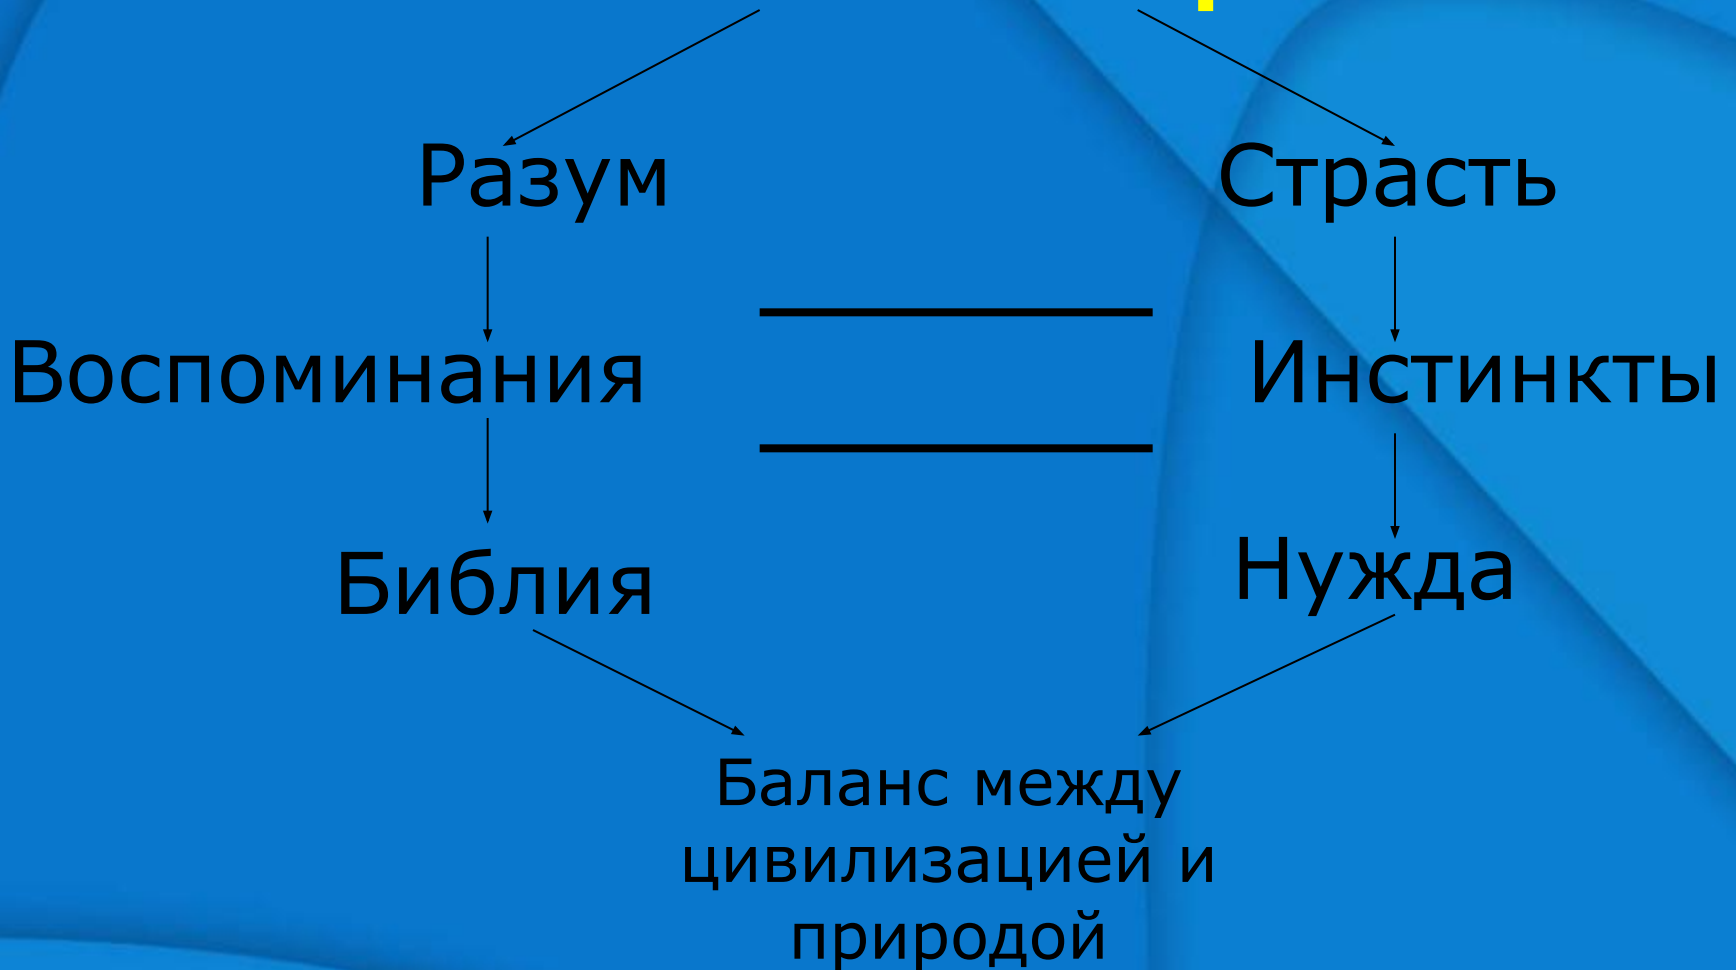 Разум
Страсть
Воспоминания
Инстинкты
Библия
Нужда
Баланс между
цивилизацией и
природой